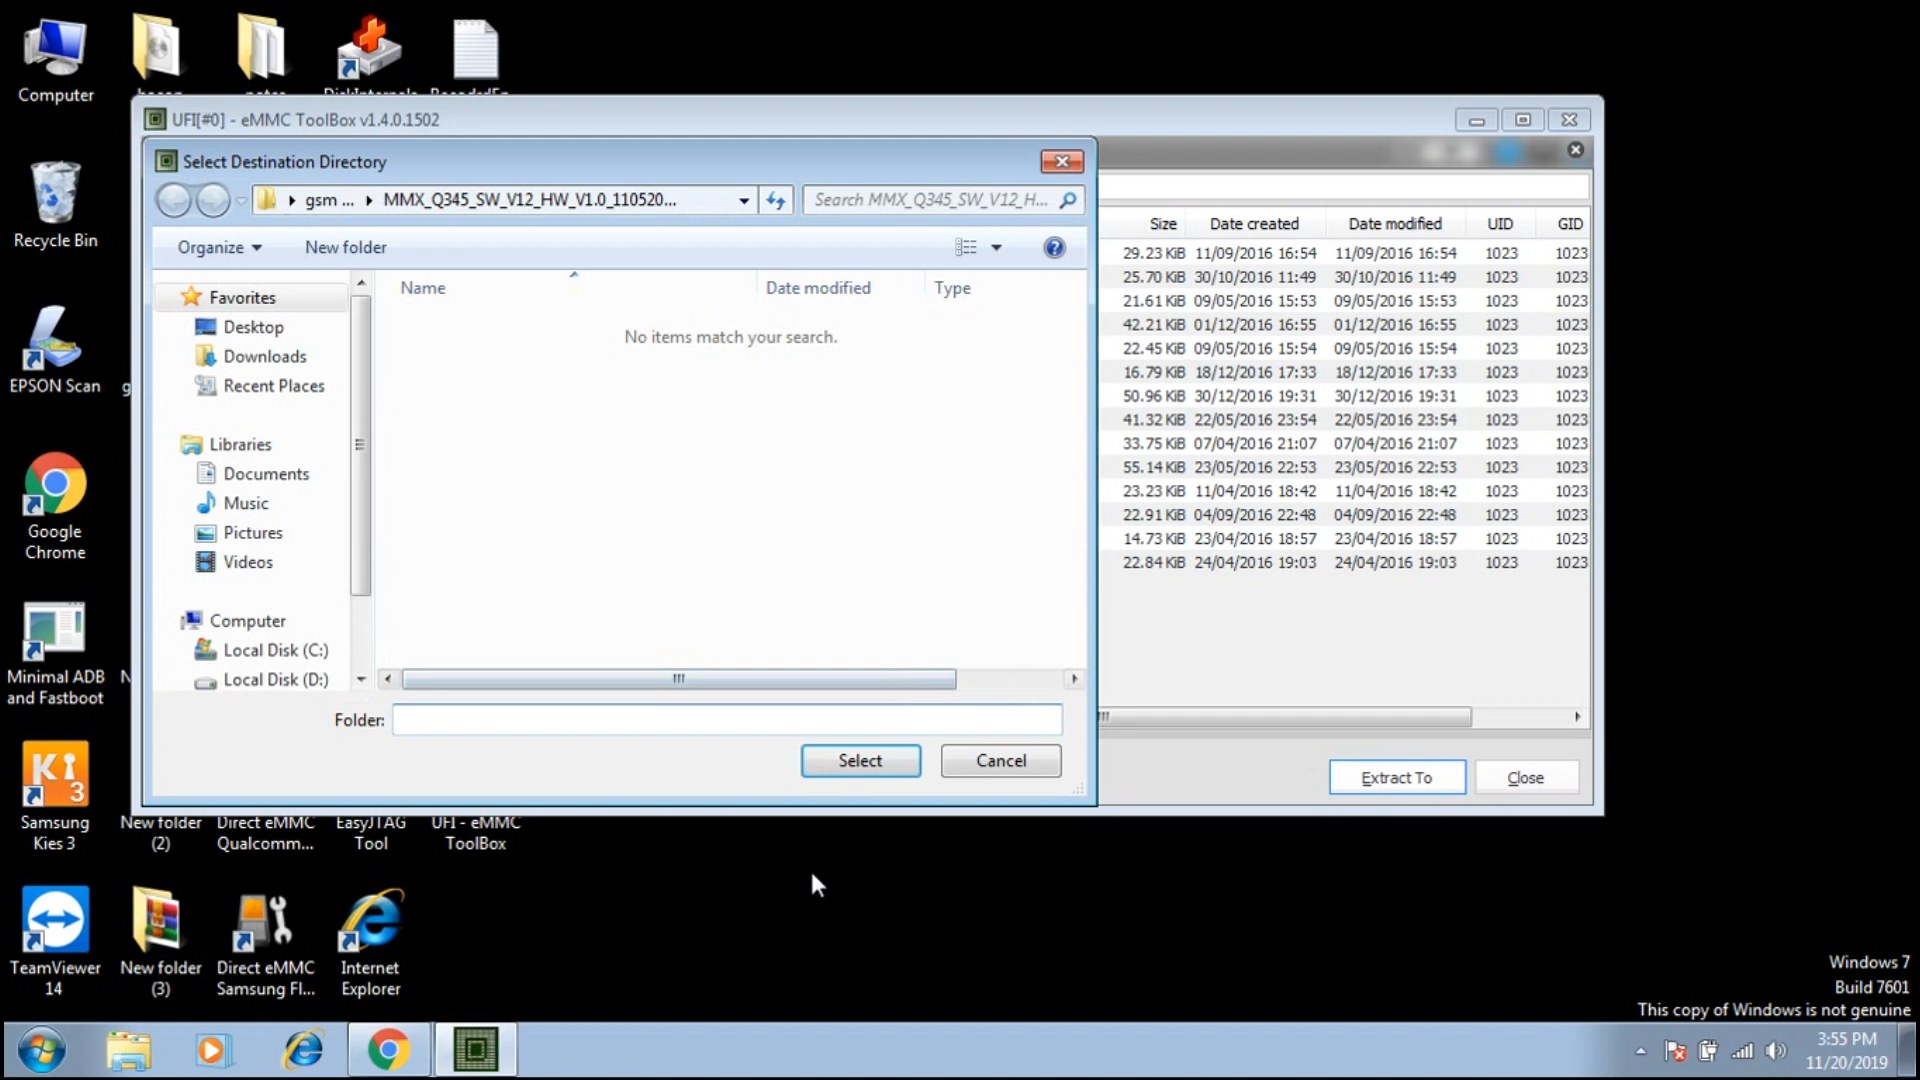 Computer
Recycle Bin
EPSON Scan
Google
Chrome
Minimal ADB
and Fastboot
Samsung
Kies 3
TeamViewer
14
New folder
(2)
Direct eMMC
Qualcomm...
EasyJTAG
Tool
UFI - eMMC
ToolBox
New folder
(3)
Direct eMMC
Samsung Fl...
Internet
Explorer
UFI[#0] - eMMC ToolBox v1.4.0.1502
Select Destination Directory
gsm ... MMX_Q345_SW_V12_HW_V1.0_110520...
Search MMX_Q345_SW_V12_H...
Organize New folder
Favorites
Desktop
Downloads
Recent Places
Libraries
Documents
Music
Pictures
Videos
Computer
Local Disk (C:)
Local Disk (D:)
Name Date modified Type
No items match your search.
Folder:
Select Cancel
Size Date created Date modified UID GID
29.23 KiB 11/09/2016 16:54 11/09/2016 16:54 1023 1023
25.70 KiB 30/10/2016 11:49 30/10/2016 11:49 1023 1023
21.61 KiB 09/05/2016 15:53 09/05/2016 15:53 1023 1023
42.21 KiB 01/12/2016 16:55 01/12/2016 16:55 1023 1023
22.45 KiB 09/05/2016 15:54 09/05/2016 15:54 1023 1023
16.79 KiB 18/12/2016 17:33 18/12/2016 17:33 1023 1023
50.96 KiB 30/12/2016 19:31 30/12/2016 19:31 1023 1023
41.32 KiB 22/05/2016 23:54 22/05/2016 23:54 1023 1023
33.75 KiB 07/04/2016 21:07 07/04/2016 21:07 1023 1023
55.14 KiB 23/05/2016 22:53 23/05/2016 22:53 1023 1023
23.23 KiB 11/04/2016 18:42 11/04/2016 18:42 1023 1023
22.91 KiB 04/09/2016 22:48 04/09/2016 22:48 1023 1023
14.73 KiB 23/04/2016 18:57 23/04/2016 18:57 1023 1023
22.84 KiB 24/04/2016 19:03 24/04/2016 19:03 1023 1023
Extract To Close
Windows 7
Build 7601
This copy of Windows is not genuine
3:55 PM
11/20/2019